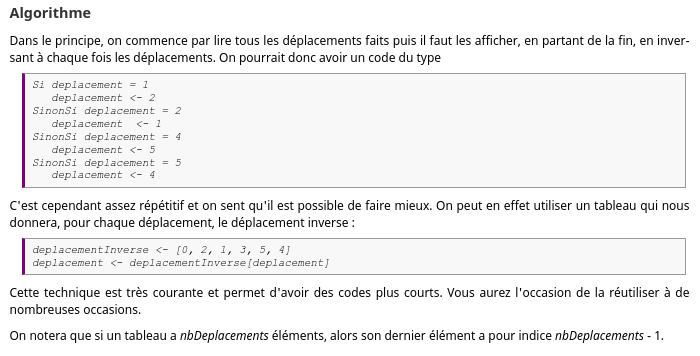 Algorithme
Dans le principe, on commence par lire tous les déplacements faits puis il faut les afficher, en partant de la fin, en inver-
sant à chaque fois les déplacements. On pourrait donc avoir un code du type
Si deplacement = 1
   deplacement <- 2
SinonSi deplacement = 2
   deplacement  <- 1
SinonSi deplacement = 4
   deplacement <- 5
SinonSi deplacement = 5
   deplacement <- 4
C'est cependant assez répétitif et on sent qu'il est possible de faire mieux. On peut en effet utiliser un tableau qui nous
donnera, pour chaque déplacement, le déplacement inverse :
deplacementInverse <- [0, 2, 1, 3, 5, 4]
deplacement <- deplacementInverse[deplacement]
Cette technique est très courante et permet d'avoir des codes plus courts. Vous aurez l'occasion de la réutiliser à de
nombreuses occasions.
On notera que si un tableau a nbDeplacements éléments, alors son dernier élément a pour indice nbDeplacements - 1.